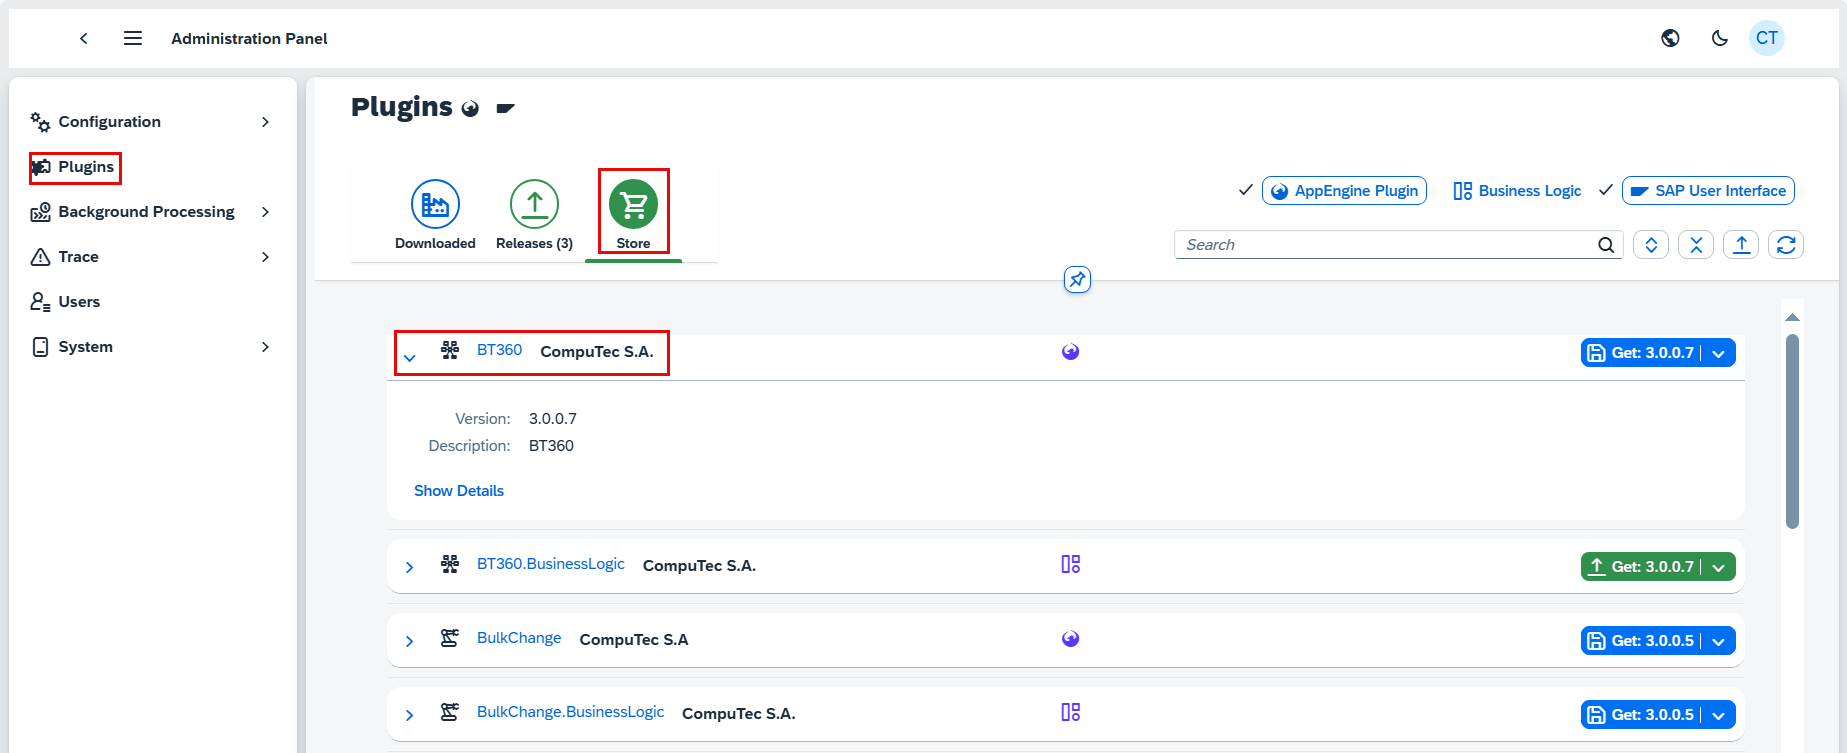 Administration Panel
CT
Configuration
Plugins
Background Processing
Trace
Users
System
Plugins
Downloaded
Releases (3)
Store
AppEngine Plugin
Business Logic
SAP User Interface
Search
BT360 CompuTec S.A.
Get: 3.0.0.7
Version: 3.0.0.7
Description: BT360
Show Details
BT360.BusinessLogic CompuTec S.A.
Get: 3.0.0.7
BulkChange CompuTec S.A
Get: 3.0.0.5
BulkChange.BusinessLogic CompuTec S.A.
Get: 3.0.0.5